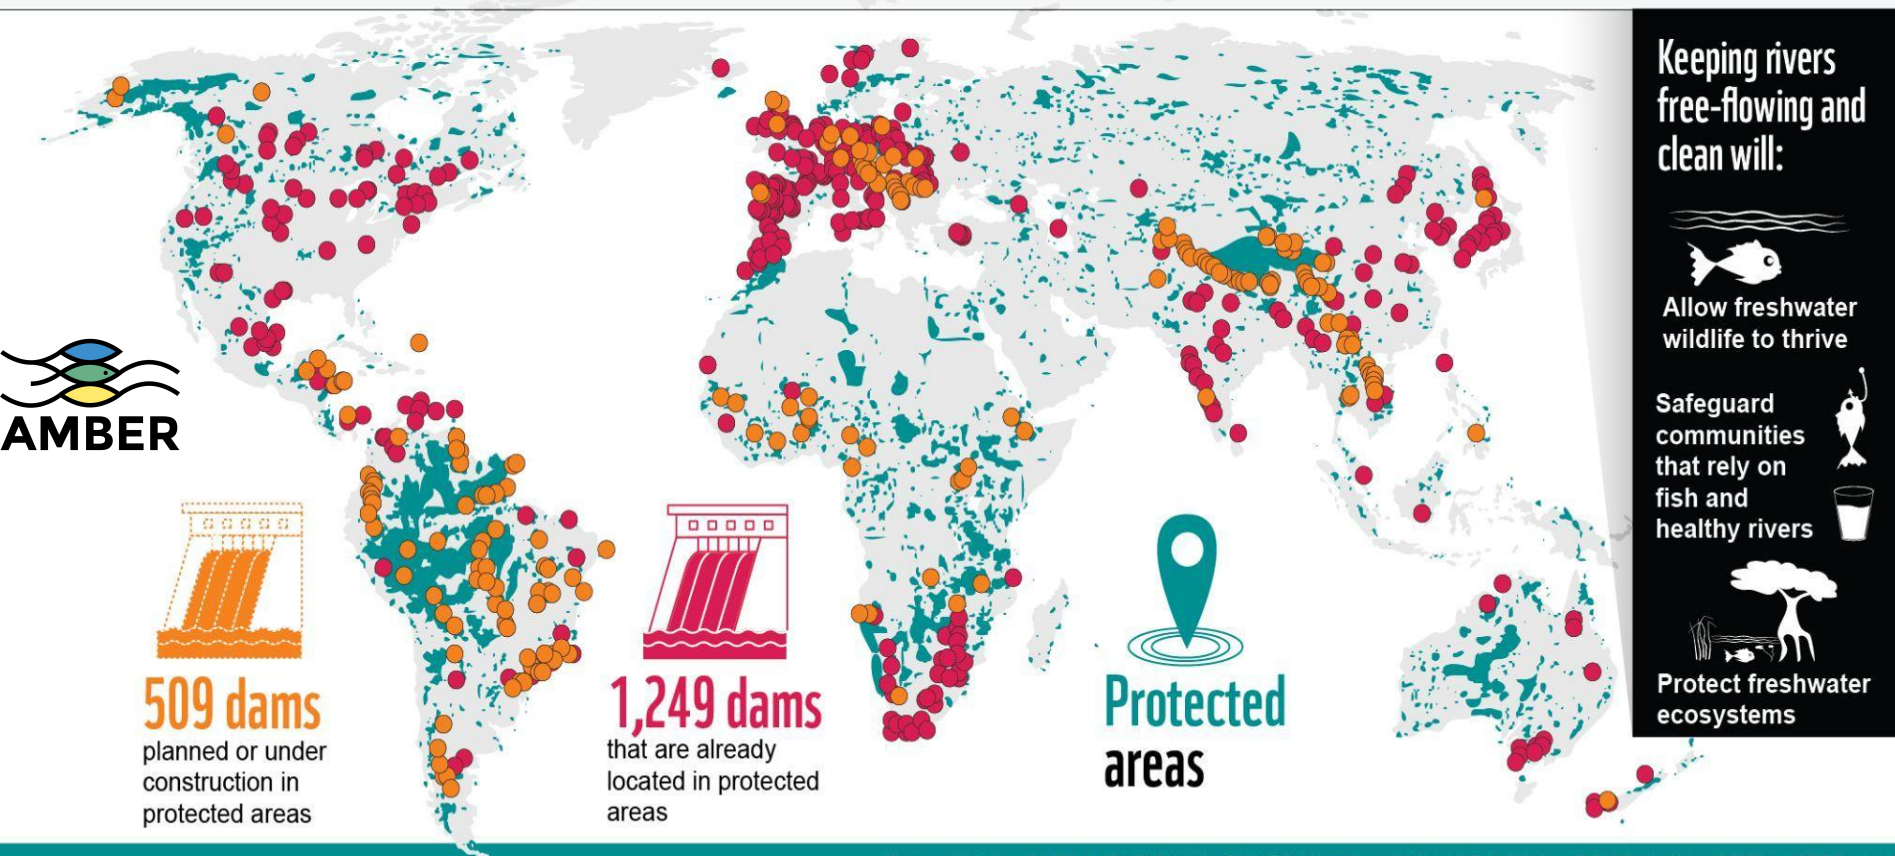 Keeping rivers
free-flowing and
clean will:
Allow freshwater
wildlife to thrive
Safeguard
communities
that rely on
fish and
healthy rivers
Protect freshwater
ecosystems
AMBER
509 dams
planned or under
construction in
protected areas
1,249 dams
that are already
located in protected
areas
Protected
areas